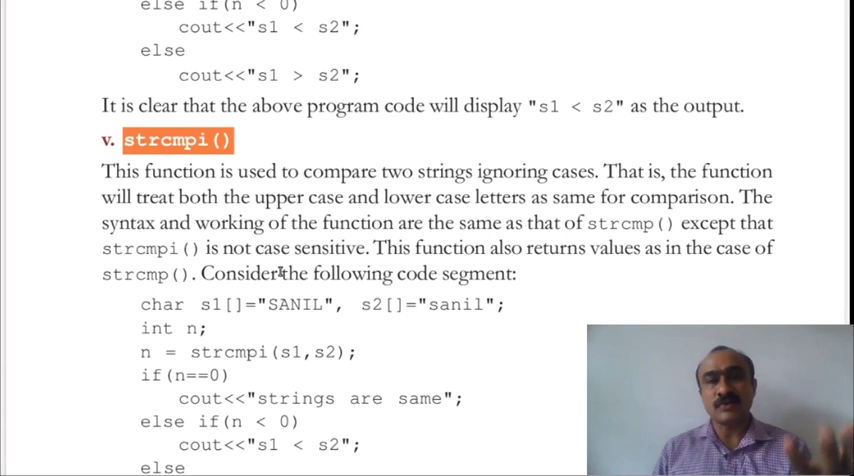 else if(n < 0)
cout<<"s1 < s2";
else
cout<<"s1 > s2";
It is clear that the above program code will display "s1 < s2" as the output.
v. strcmpi()
This function is used to compare two strings ignoring cases. That is, the function
will treat both the upper case and lower case letters as same for comparison. The
syntax and working of the function are the same as that of strcmp() except that
strcmpi() is not case sensitive. This function also returns values as in the case of
strcmp(). Consider the following code segment:
char s1[]="SANIL", s2[]="sanil";
int n;
n = strcmpi(s1,s2);
if(n==0)
cout<<"strings are same";
else if(n < 0)
cout<<"s1 < s2";
else